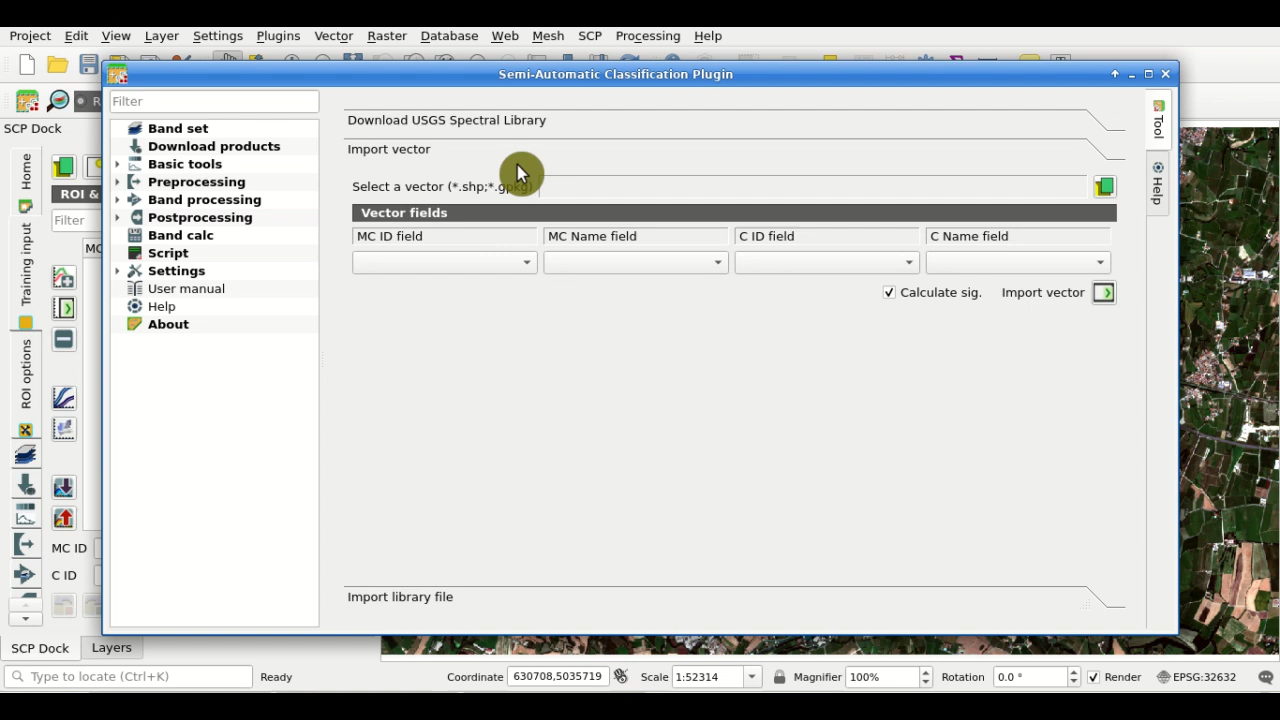 Project Edit View Layer Settings Plugins Vector Raster Database Web Mesh SCP Processing Help
Semi-Automatic Classification Plugin
SCP Dock
Home
Training input
ROI options
ROI &
Filter
MC ID
C ID
SCP Dock Layers
Filter
Band set
Download products
Basic tools
Preprocessing
Band processing
Postprocessing
Band calc
Script
Settings
User manual
Help
About
Download USGS Spectral Library
Import vector
Select a vector (*.shp;*.gpkg)
Vector fields
MC ID field MC Name field C ID field C Name field
Calculate sig. Import vector
Import library file
Tool
Help
Type to locate (Ctrl+K) Ready Coordinate 630708,5035719 Scale 1:52314 Magnifier 100% Rotation 0.0 ° Render EPSG:32632